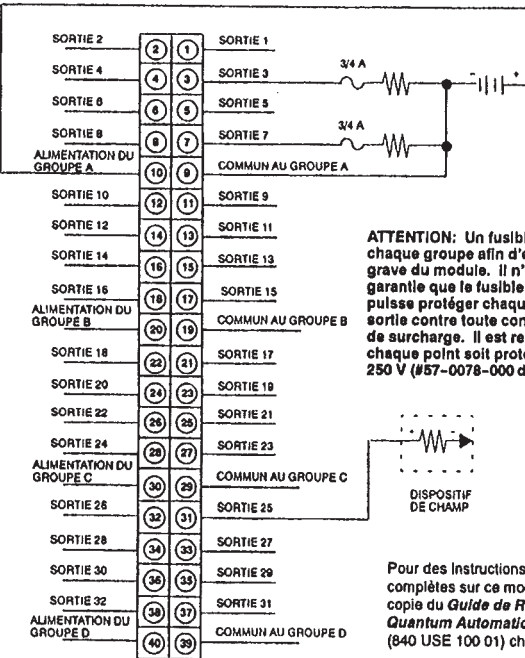 SORTIE 2 2 1 SORTIE 1
SORTIE 4 4 3 SORTIE 3 3/4 A - +
SORTIE 6 6 5 SORTIE 5
SORTIE 8 8 7 SORTIE 7 3/4 A
ALIMENTATION DU
GROUPE A 10 9 COMMUN AU GROUPE A
SORTIE 10 12 11 SORTIE 9
SORTIE 12 14 13 SORTIE 11
SORTIE 14 16 15 SORTIE 13
SORTIE 16 18 17 SORTIE 15
ALIMENTATION DU
GROUPE B 20 19 COMMUN AU GROUPE B
SORTIE 18 22 21 SORTIE 17
SORTIE 20 24 23 SORTIE 19
SORTIE 22 26 25 SORTIE 21
SORTIE 24 28 27 SORTIE 23
ALIMENTATION DU
GROUPE C 30 29 COMMUN AU GROUPE C
SORTIE 26 32 31 SORTIE 25
SORTIE 28 34 33 SORTIE 27
SORTIE 30 36 35 SORTIE 29
SORTIE 32 38 37 SORTIE 31
ALIMENTATION DU
GROUPE D 40 39 COMMUN AU GROUPE D
ATTENTION: Un fusibl
chaque groupe afin d'e
grave du module. Il n'
garantie que le fusible
puisse protéger chaqu
sortie contre toute con
de surcharge. Il est re
chaque point soit proté
250 V (#57-0078-000 d
+ -
DISPOSITIF
DE CHAMP
Pour des instructions
complètes sur ce mod
copie du Guide de R
Quantum Automatic
(840 USE 100 01) ch